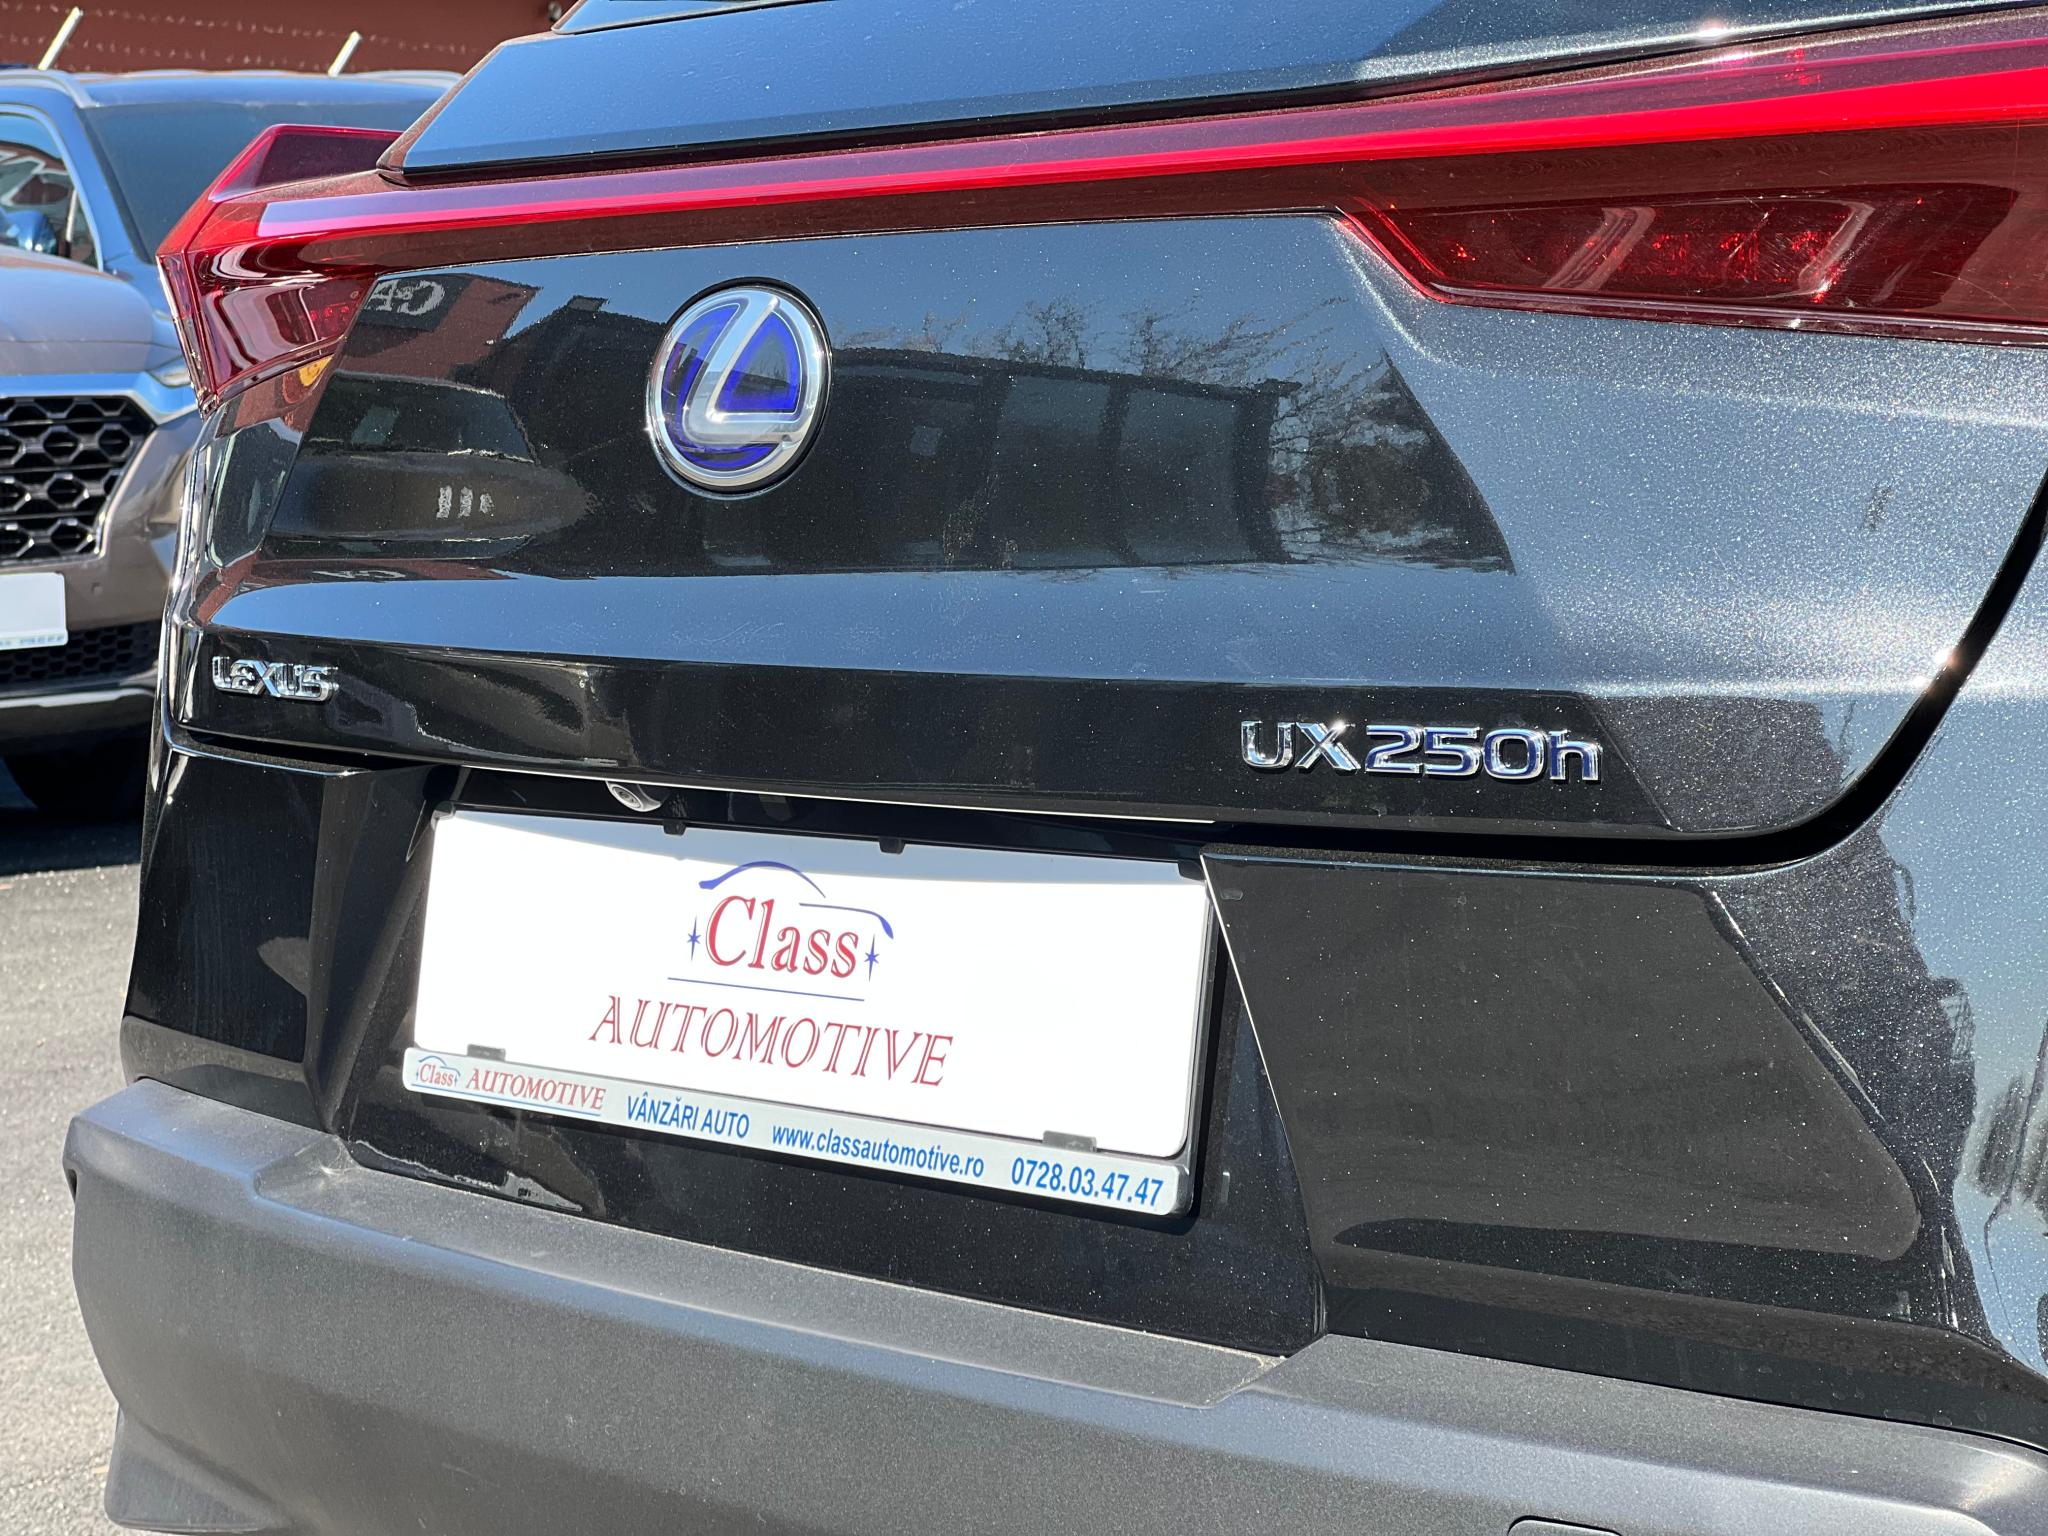 LEXUS
UX250h
Class
AUTOMOTIVE
Class AUTOMOTIVE VÂNZĂRI AUTO www.classautomotive.ro 0728.03.47.47